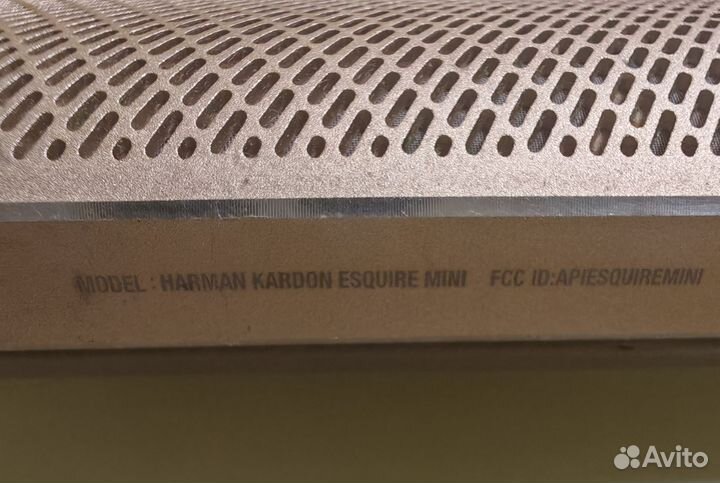 MODEL : HARMAN KARDON ESQUIRE MINI FCC ID:APIESQUIREMINI
Avito